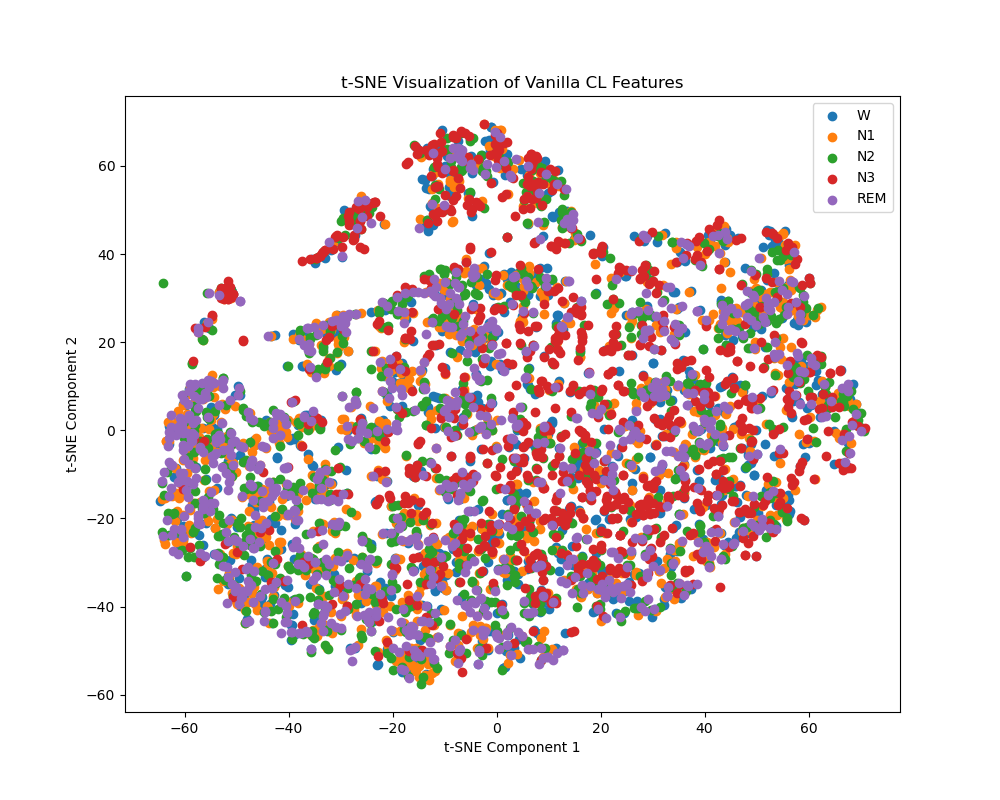 t-SNE Visualization of Vanilla CL Features
W
N1
N2
N3
REM
60
40
20
0
−20
−40
−60
t-SNE Component 2
−60
−40
−20
0
20
40
60
t-SNE Component 1